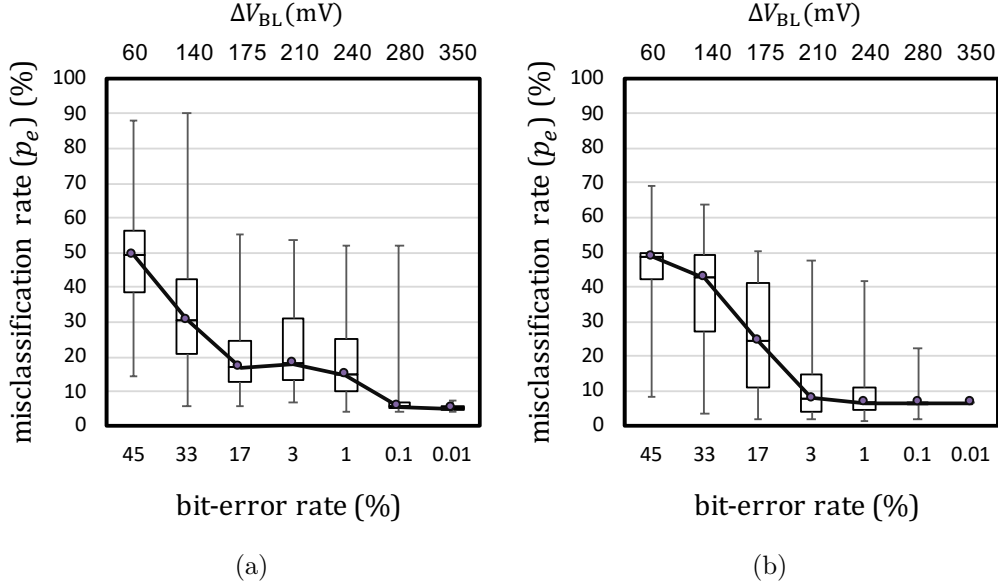 ΔV_BL (mV)
60 140 175 210 240 280 350
misclassification rate (p_e) (%)
100
90
80
70
60
50
40
30
20
10
0
45 33 17 3 1 0.1 0.01
bit-error rate (%)
(a)
ΔV_BL (mV)
60 140 175 210 240 280 350
misclassification rate (p_e) (%)
100
90
80
70
60
50
40
30
20
10
0
45 33 17 3 1 0.1 0.01
bit-error rate (%)
(b)